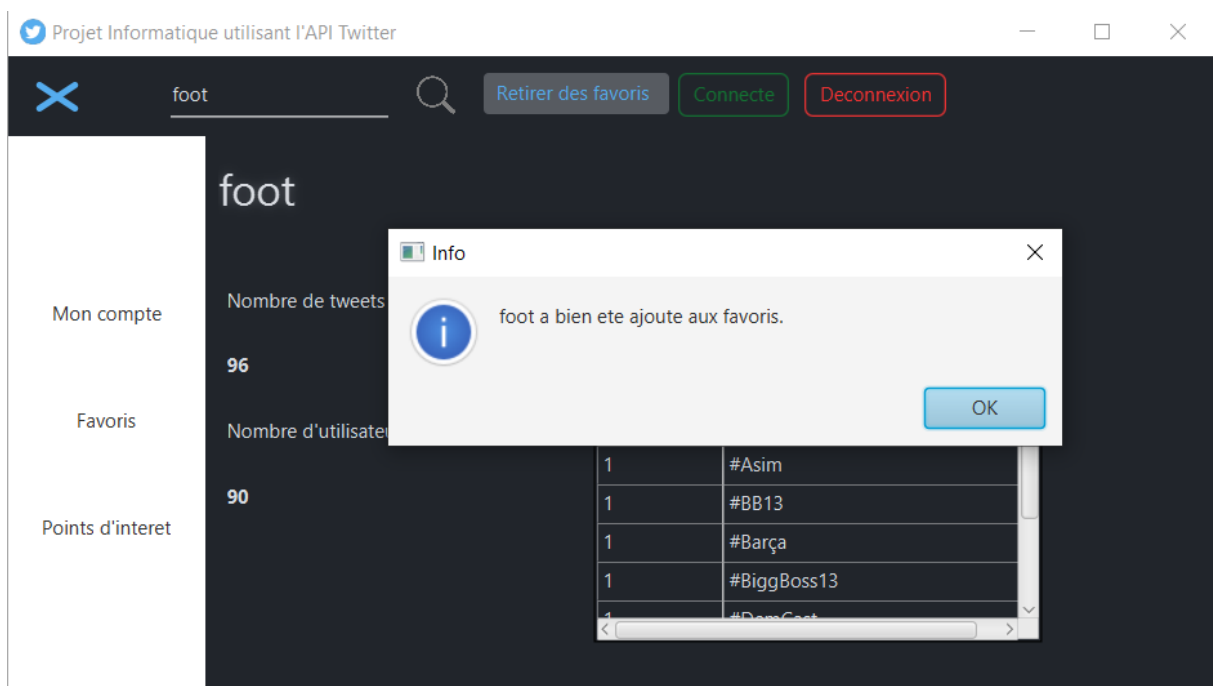 Projet Informatique utilisant l'API Twitter
foot
Retirer des favoris
Connecte
Deconnexion
foot
Info
foot a bien ete ajoute aux favoris.
OK
Mon compte
Favoris
Points d'interet
Nombre de tweets
96
Nombre d'utilisate
90
1 #Asim
1 #BB13
1 #Barça
1 #BiggBoss13
1